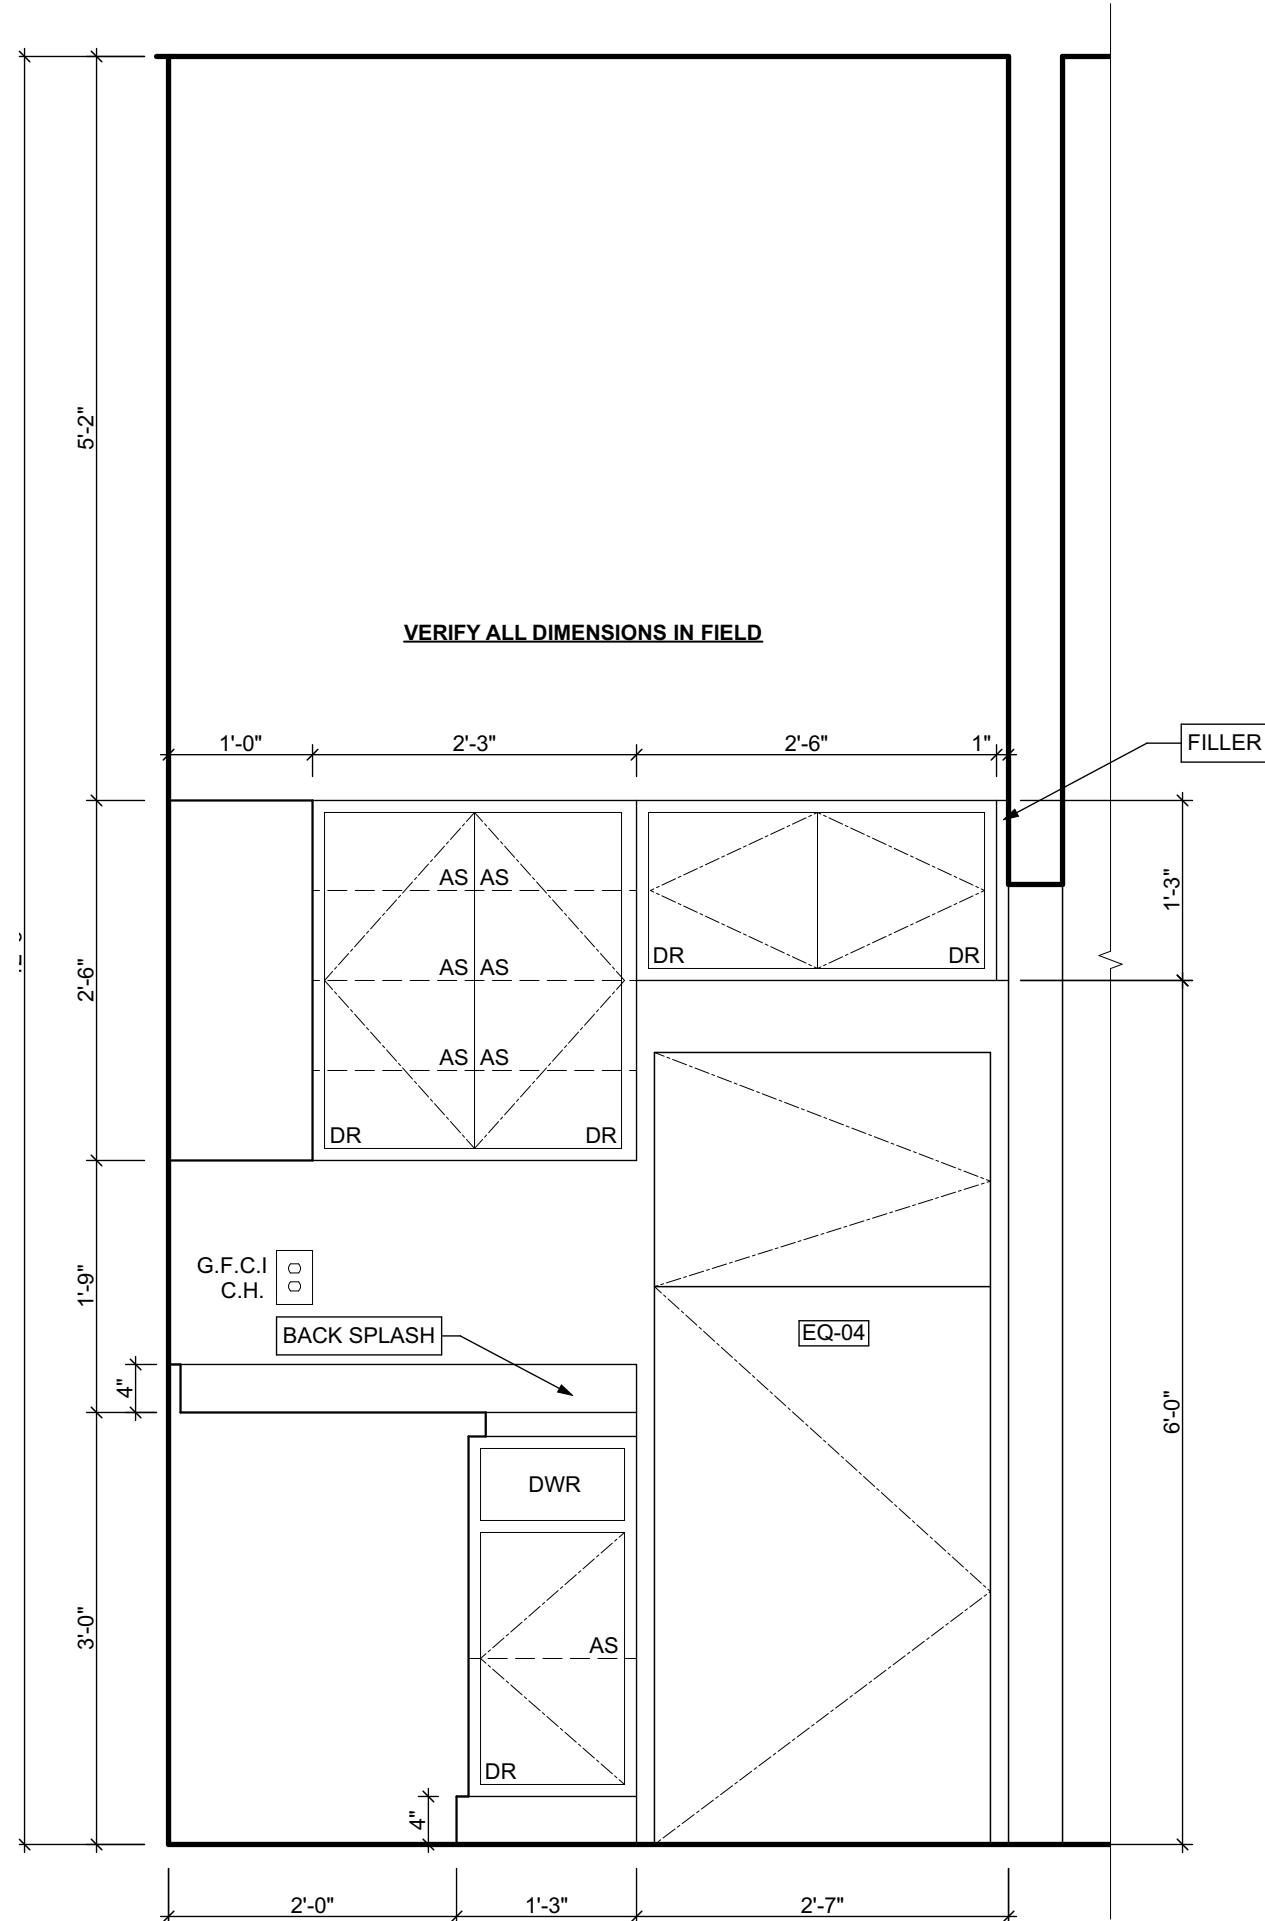 5'-2"
VERIFY ALL DIMENSIONS IN FIELD
1'-0"
2'-3"
2'-6"
1"
FILLER
AS AS
1'-3"
DR
DR
2'-6"
AS AS
AS AS
DR
DR
G.F.C.I
C.H.
1'-9"
BACK SPLASH
EQ-04
4"
6'-0"
DWR
3'-0"
AS
DR
4"
2'-0"
1'-3"
2'-7"